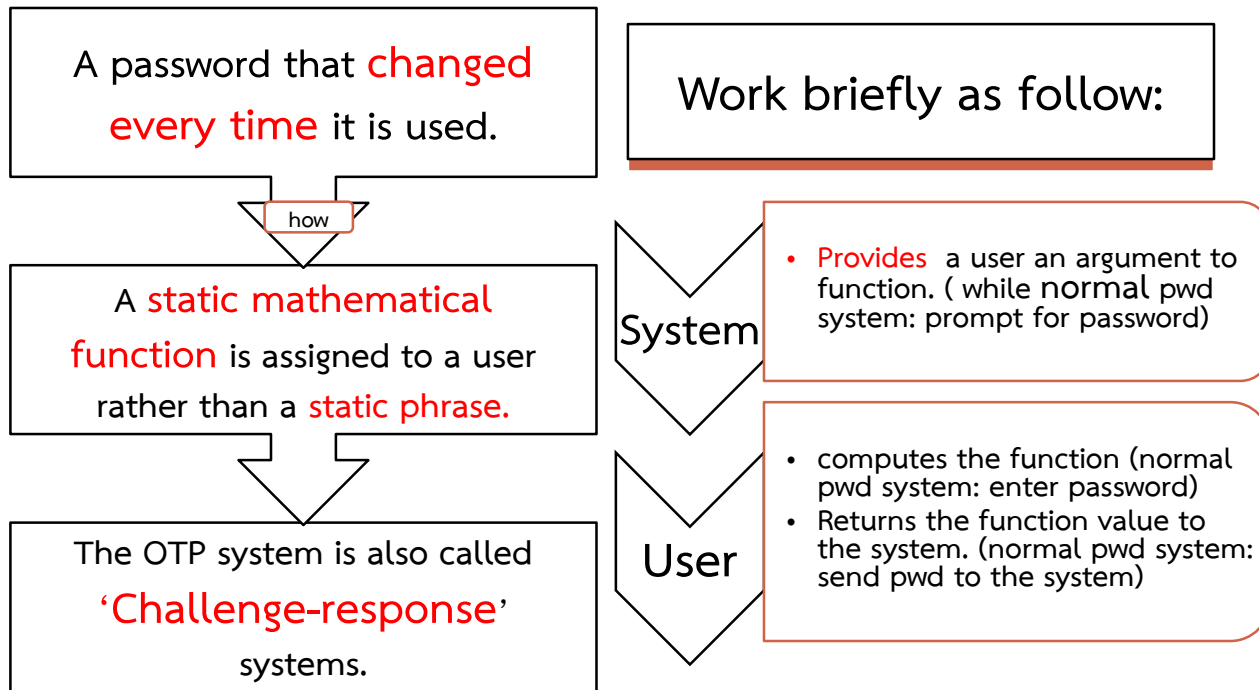 A password that changed
every time it is used.
how
A static mathematical
function is assigned to a user
rather than a static phrase.
The OTP system is also called
‘Challenge-response’
systems.
Work briefly as follow:
System
• Provides a user an argument to
function. ( while normal pwd
system: prompt for password)
User
• computes the function (normal
pwd system: enter password)
• Returns the function value to
the system. (normal pwd system:
send pwd to the system)